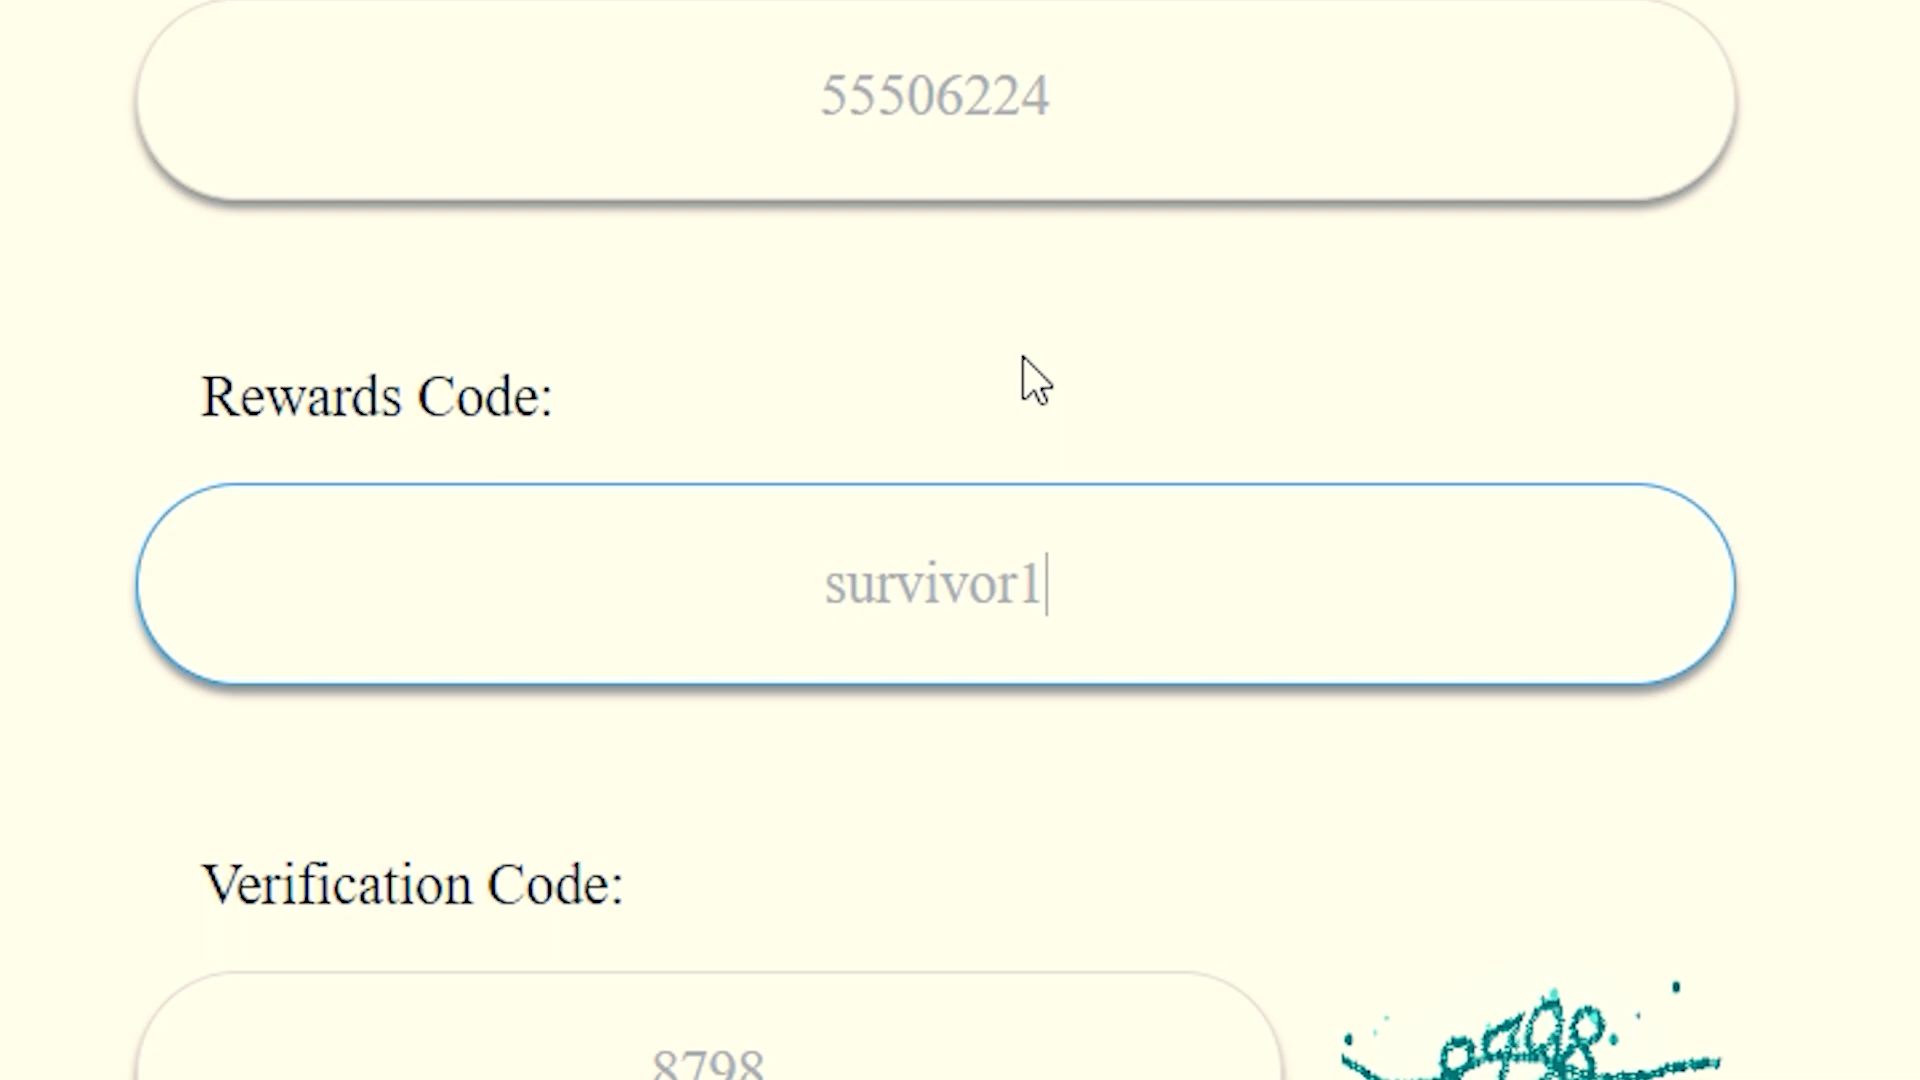 55506224
Rewards Code:
survivor1
Verification Code:
8798